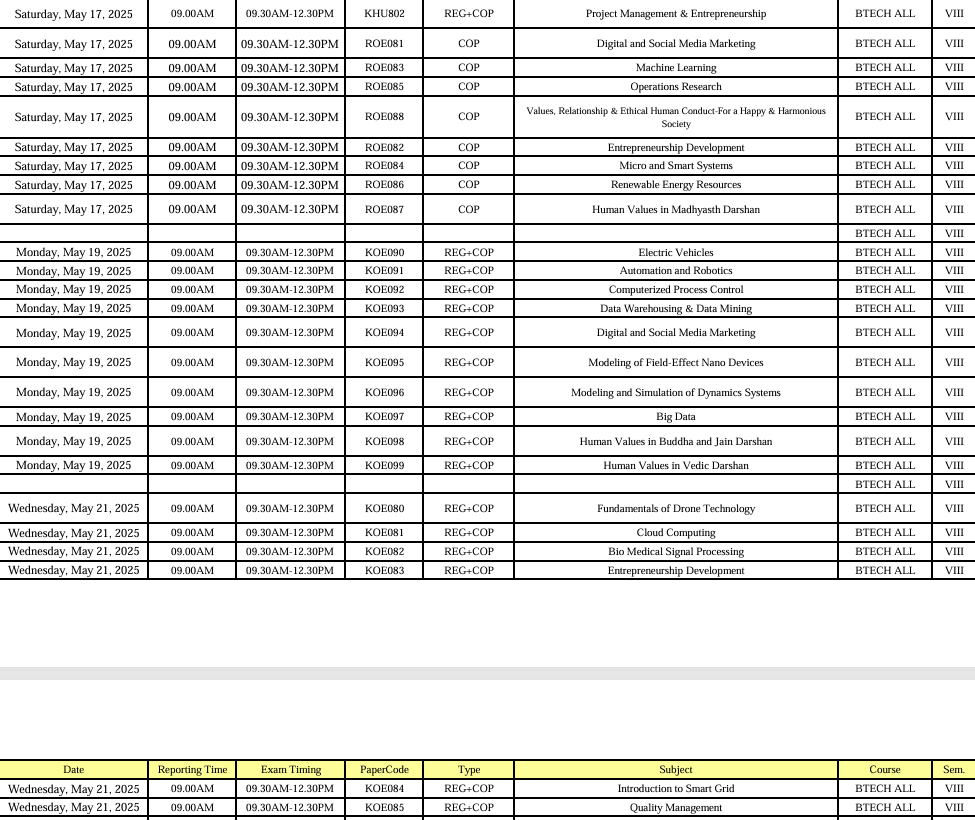 Saturday, May 17, 2025 09.00AM 09.30AM-12.30PM KHU802 REG+COP Project Management & Entrepreneurship BTECH ALL VIII
Saturday, May 17, 2025 09.00AM 09.30AM-12.30PM ROE081 COP Digital and Social Media Marketing BTECH ALL VIII
Saturday, May 17, 2025 09.00AM 09.30AM-12.30PM ROE083 COP Machine Learning BTECH ALL VIII
Saturday, May 17, 2025 09.00AM 09.30AM-12.30PM ROE085 COP Operations Research BTECH ALL VIII
Saturday, May 17, 2025 09.00AM 09.30AM-12.30PM ROE088 COP Values, Relationship & Ethical Human Conduct-For a Happy & Harmonious
Society BTECH ALL VIII
Saturday, May 17, 2025 09.00AM 09.30AM-12.30PM ROE082 COP Entrepreneurship Development BTECH ALL VIII
Saturday, May 17, 2025 09.00AM 09.30AM-12.30PM ROE084 COP Micro and Smart Systems BTECH ALL VIII
Saturday, May 17, 2025 09.00AM 09.30AM-12.30PM ROE086 COP Renewable Energy Resources BTECH ALL VIII
Saturday, May 17, 2025 09.00AM 09.30AM-12.30PM ROE087 COP Human Values in Madhyasth Darshan BTECH ALL VIII
BTECH ALL VIII
Monday, May 19, 2025 09.00AM 09.30AM-12.30PM KOE090 REG+COP Electric Vehicles BTECH ALL VIII
Monday, May 19, 2025 09.00AM 09.30AM-12.30PM KOE091 REG+COP Automation and Robotics BTECH ALL VIII
Monday, May 19, 2025 09.00AM 09.30AM-12.30PM KOE092 REG+COP Computerized Process Control BTECH ALL VIII
Monday, May 19, 2025 09.00AM 09.30AM-12.30PM KOE093 REG+COP Data Warehousing & Data Mining BTECH ALL VIII
Monday, May 19, 2025 09.00AM 09.30AM-12.30PM KOE094 REG+COP Digital and Social Media Marketing BTECH ALL VIII
Monday, May 19, 2025 09.00AM 09.30AM-12.30PM KOE095 REG+COP Modeling of Field-Effect Nano Devices BTECH ALL VIII
Monday, May 19, 2025 09.00AM 09.30AM-12.30PM KOE096 REG+COP Modeling and Simulation of Dynamics Systems BTECH ALL VIII
Monday, May 19, 2025 09.00AM 09.30AM-12.30PM KOE097 REG+COP Big Data BTECH ALL VIII
Monday, May 19, 2025 09.00AM 09.30AM-12.30PM KOE098 REG+COP Human Values in Buddha and Jain Darshan BTECH ALL VIII
Monday, May 19, 2025 09.00AM 09.30AM-12.30PM KOE099 REG+COP Human Values in Vedic Darshan BTECH ALL VIII
BTECH ALL VIII
Wednesday, May 21, 2025 09.00AM 09.30AM-12.30PM KOE080 REG+COP Fundamentals of Drone Technology BTECH ALL VIII
Wednesday, May 21, 2025 09.00AM 09.30AM-12.30PM KOE081 REG+COP Cloud Computing BTECH ALL VIII
Wednesday, May 21, 2025 09.00AM 09.30AM-12.30PM KOE082 REG+COP Bio Medical Signal Processing BTECH ALL VIII
Wednesday, May 21, 2025 09.00AM 09.30AM-12.30PM KOE083 REG+COP Entrepreneurship Development BTECH ALL VIII
Date Reporting Time Exam Timing PaperCode Type Subject Course Sem.
Wednesday, May 21, 2025 09.00AM 09.30AM-12.30PM KOE084 REG+COP Introduction to Smart Grid BTECH ALL VIII
Wednesday, May 21, 2025 09.00AM 09.30AM-12.30PM KOE085 REG+COP Quality Management BTECH ALL VIII